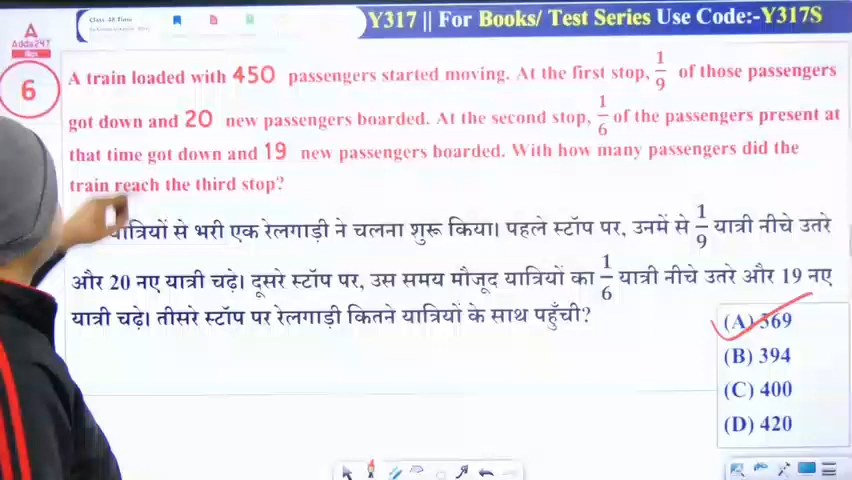 Class All Time
Y317 || For Books/ Test Series Use Code:-Y317S
Adda247
6
A train loaded with 450 passengers started moving. At the first stop, 1/9 of those passengers
got down and 20 new passengers boarded. At the second stop, 1/6 of the passengers present at
that time got down and 19 new passengers boarded. With how many passengers did the
train reach the third stop?
यात्रियों से भरी एक रेलगाड़ी ने चलना शुरू किया। पहले स्टॉप पर, उनमें से 1/9 यात्री नीचे उतरे
और 20 नए यात्री चढ़े। दूसरे स्टॉप पर, उस समय मौजूद यात्रियों का 1/6 यात्री नीचे उतरे और 19 नए
यात्री चढ़े। तीसरे स्टॉप पर रेलगाड़ी कितने यात्रियों के साथ पहुँची?
(A) 369
(B) 394
(C) 400
(D) 420